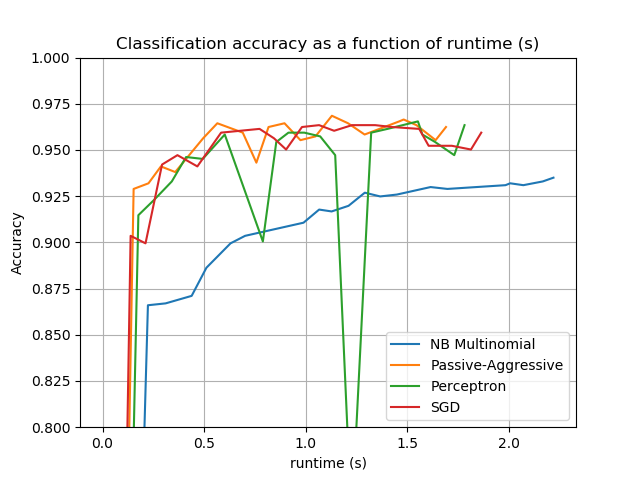 Classification accuracy as a function of runtime (s)
1.000
0.975
0.950
0.925
0.900
0.875
0.850
0.825
0.800
Accuracy
0.0 0.5 1.0 1.5 2.0
runtime (s)
NB Multinomial
Passive-Aggressive
Perceptron
SGD